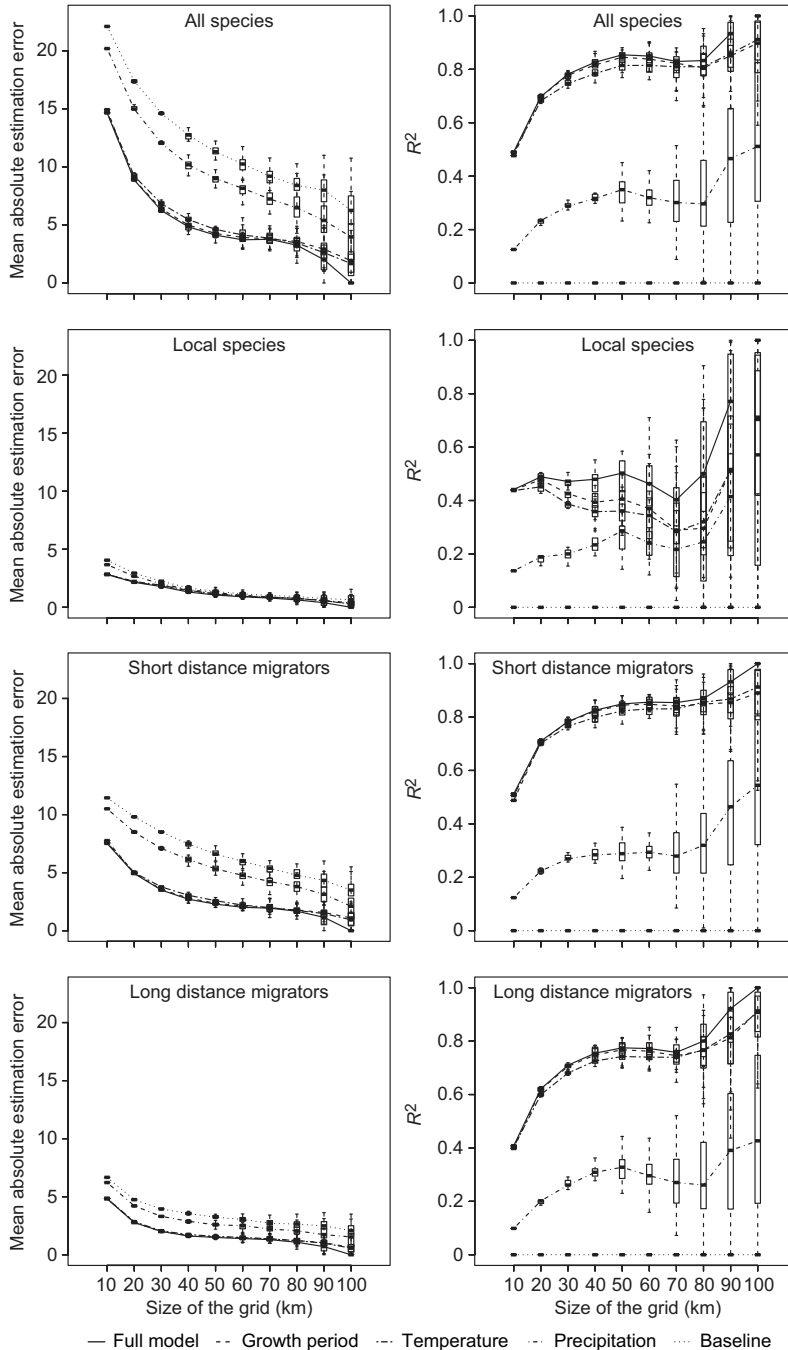 All species
Mean absolute estimation error
20
15
10
5
0
All species
R2
1.0
0.8
0.6
0.4
0.2
0
Local species
Mean absolute estimation error
20
15
10
5
0
Local species
R2
1.0
0.8
0.6
0.4
0.2
0
Short distance migrators
Mean absolute estimation error
20
15
10
5
0
Short distance migrators
R2
1.0
0.8
0.6
0.4
0.2
0
Long distance migrators
Mean absolute estimation error
20
15
10
5
0
10 20 30 40 50 60 70 80 90 100
Size of the grid (km)
Long distance migrators
R2
1.0
0.8
0.6
0.4
0.2
0
10 20 30 40 50 60 70 80 90 100
Size of the grid (km)
Full model Growth period Temperature Precipitation Baseline